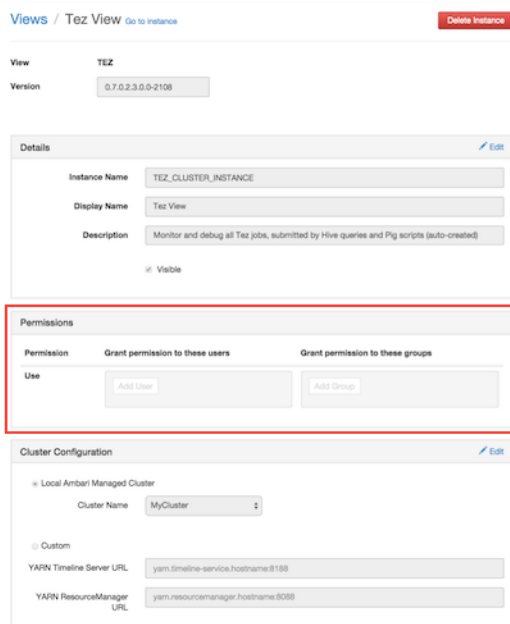 Views / Tez View Go to instance Delete Instance
View TEZ
Version 0.7.0.2.3.0.0-2108
Details Edit
Instance Name TEZ_CLUSTER_INSTANCE
Display Name Tez View
Description Monitor and debug all Tez jobs, submitted by Hive queries and Pig scripts (auto-created)
Visible
Permissions
Permission Grant permission to these users Grant permission to these groups
Use Add User Add Group
Cluster Configuration Edit
Local Ambari Managed Cluster
Cluster Name MyCluster
Custom
YARN Timeline Server URL yarn.timeline-service.hostname:8188
YARN ResourceManager yarn.resourcemanager.hostname:8088
URL